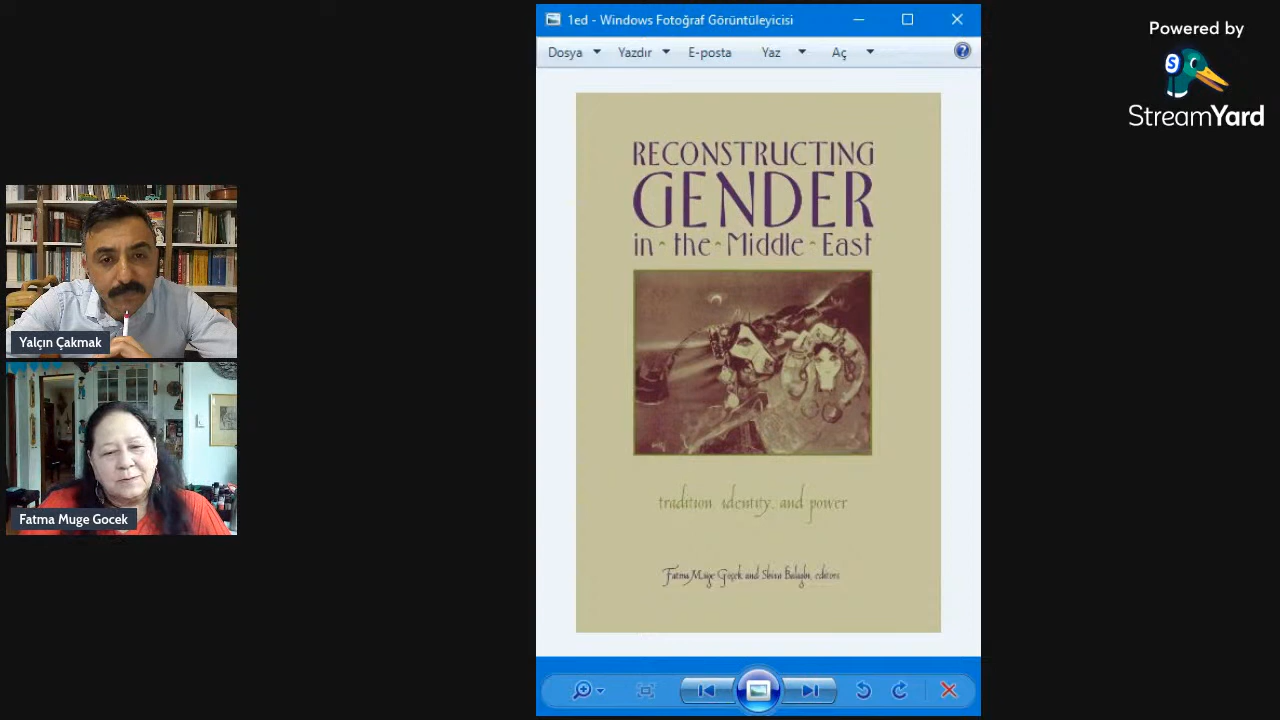 1ed - Windows Fotoğraf Görüntüleyicisi
Dosya Yazdır E-posta Yaz Aç
Powered by
StreamYard
RECONSTRUCTING
GENDER
in - the - Middle - East
tradition, identity, and power
Fatma Müge Göçek and Shiva Balaghi, editors
Yalçın Çakmak
Fatma Muge Gocek